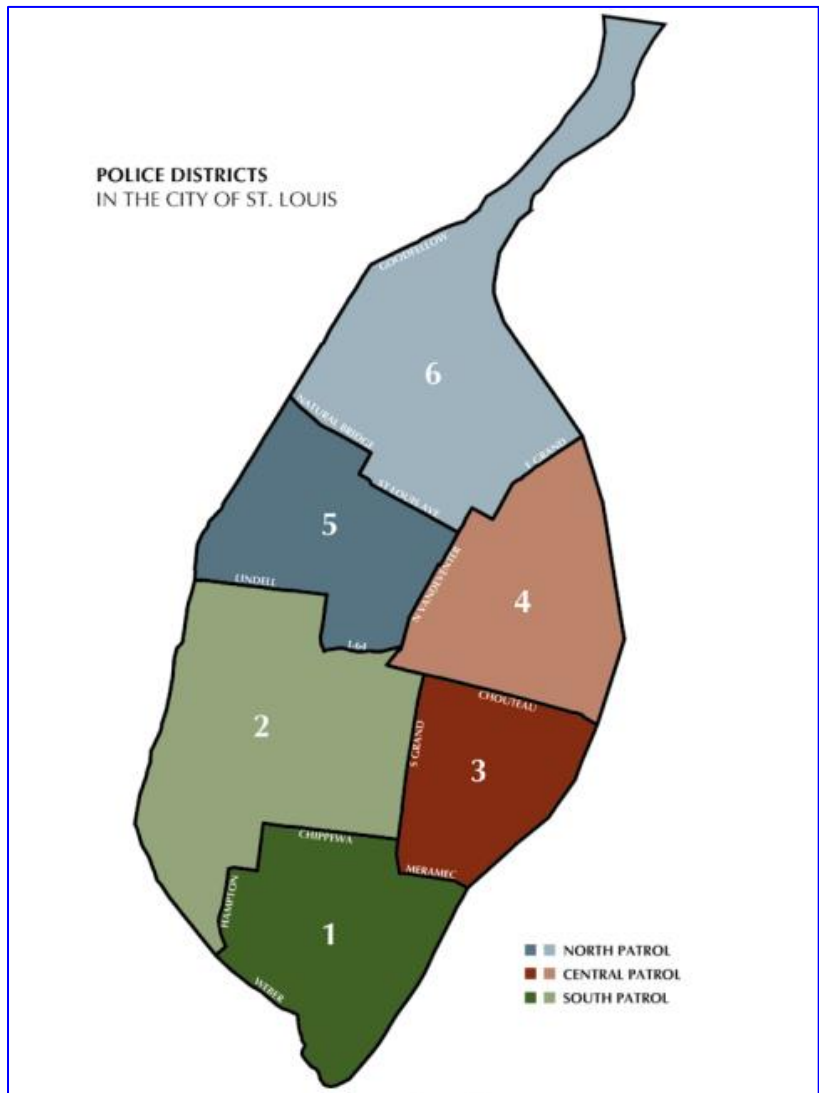 POLICE DISTRICTS
IN THE CITY OF ST. LOUIS
GOODFELLOW
6
NATURAL BRIDGE
E GRAND
ST LOUIS AVE
5
N VANDEVENTER
LINDELL
4
I-64
CHOUTEAU
2
S GRAND
3
CHIPPEWA
MERAMEC
HAMPTON
1
WEBER
NORTH PATROL
CENTRAL PATROL
SOUTH PATROL